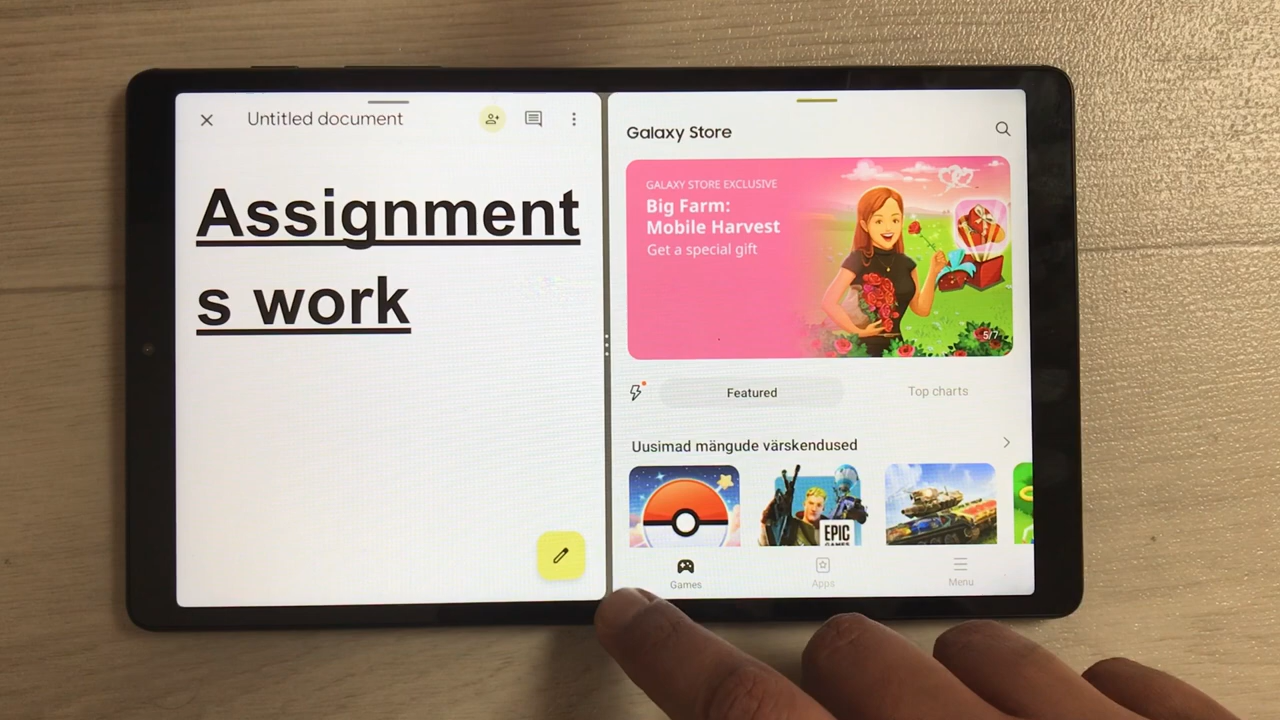 Untitled document
Assignment
s work
Galaxy Store
GALAXY STORE EXCLUSIVE
Big Farm:
Mobile Harvest
Get a special gift
5/7
Featured
Top charts
Uusimad mängude värskendused
EPIC
GAMES
Games
Apps
Menu